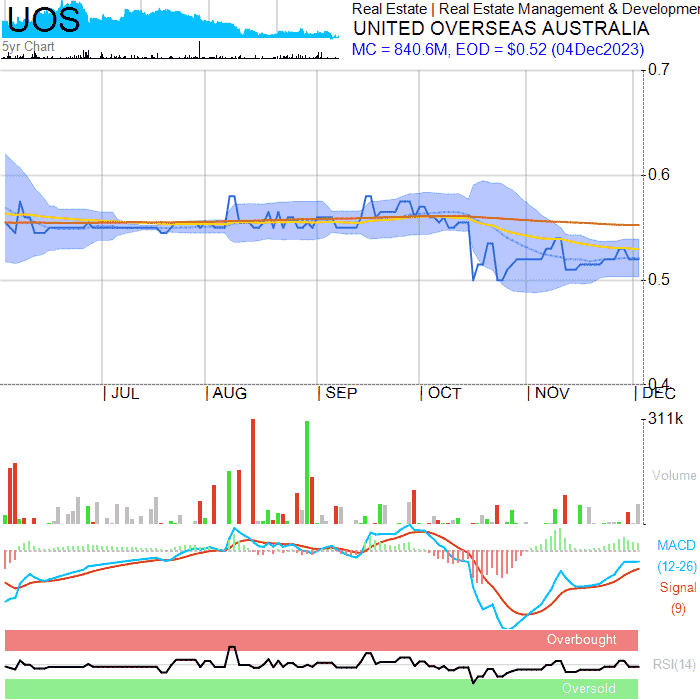 UOS
Real Estate | Real Estate Management & Developmen
UNITED OVERSEAS AUSTRALIA
5yr Chart
MC = 840.6M, EOD = $0.52 (04Dec2023)
0.7
0.6
0.5
0.4
JUL AUG SEP OCT NOV DEC
311k
Volume
MACD
(12-26)
Signal
(9)
Overbought
RSI(14)
Oversold